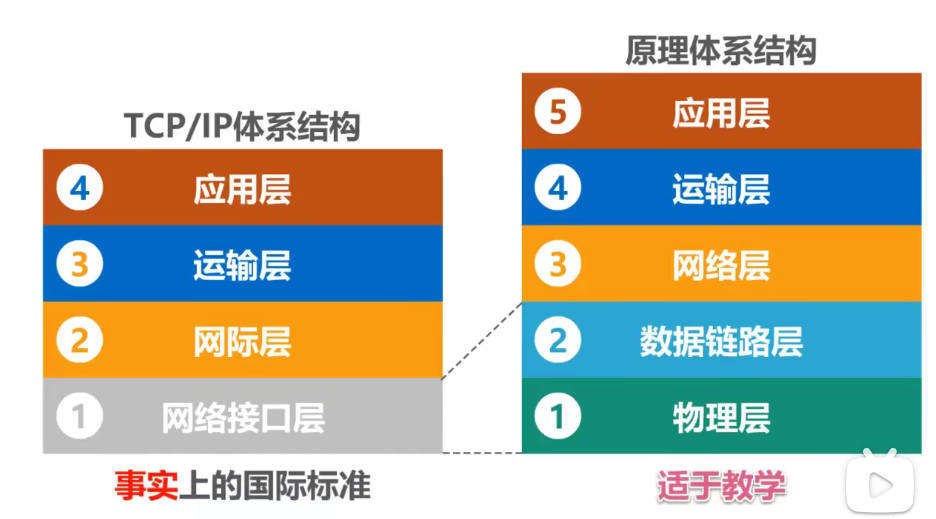 TCP/IP体系结构
4 应用层
3 运输层
2 网际层
1 网络接口层
事实上的国际标准
原理体系结构
5 应用层
4 运输层
3 网络层
2 数据链路层
1 物理层
适于教学